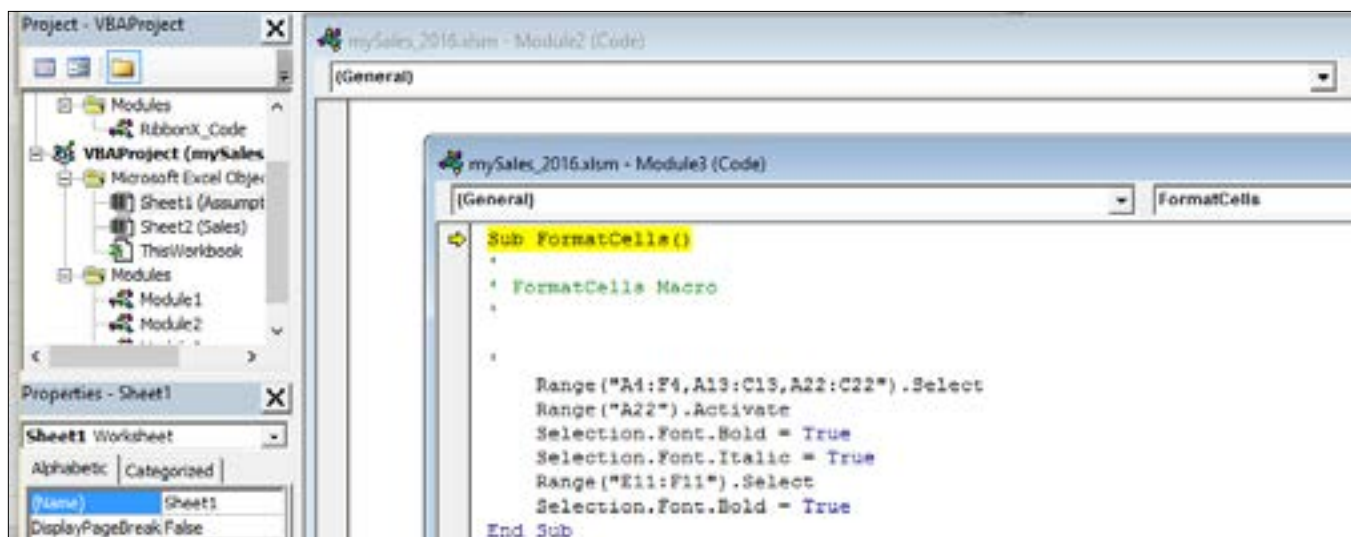 Project - VBAProject
Modules
RibbonX_Code
VBAProject (mySales
Microsoft Excel Objec
Sheet1 (Assumpt
Sheet2 (Sales)
ThisWorkbook
Modules
Module1
Module2
Properties - Sheet1
Sheet1 Worksheet
Alphabetic Categorized
(Name) Sheet1
DisplayPageBreak False
mySales_2016.xlsm - Module2 (Code)
(General)
mySales_2016.xlsm - Module3 (Code)
(General) FormatCells
Sub FormatCells()
'
' FormatCells Macro
'
'
Range("A4:F4,A13:C13,A22:C22").Select
Range("A22").Activate
Selection.Font.Bold = True
Selection.Font.Italic = True
Range("E11:F11").Select
Selection.Font.Bold = True
End Sub